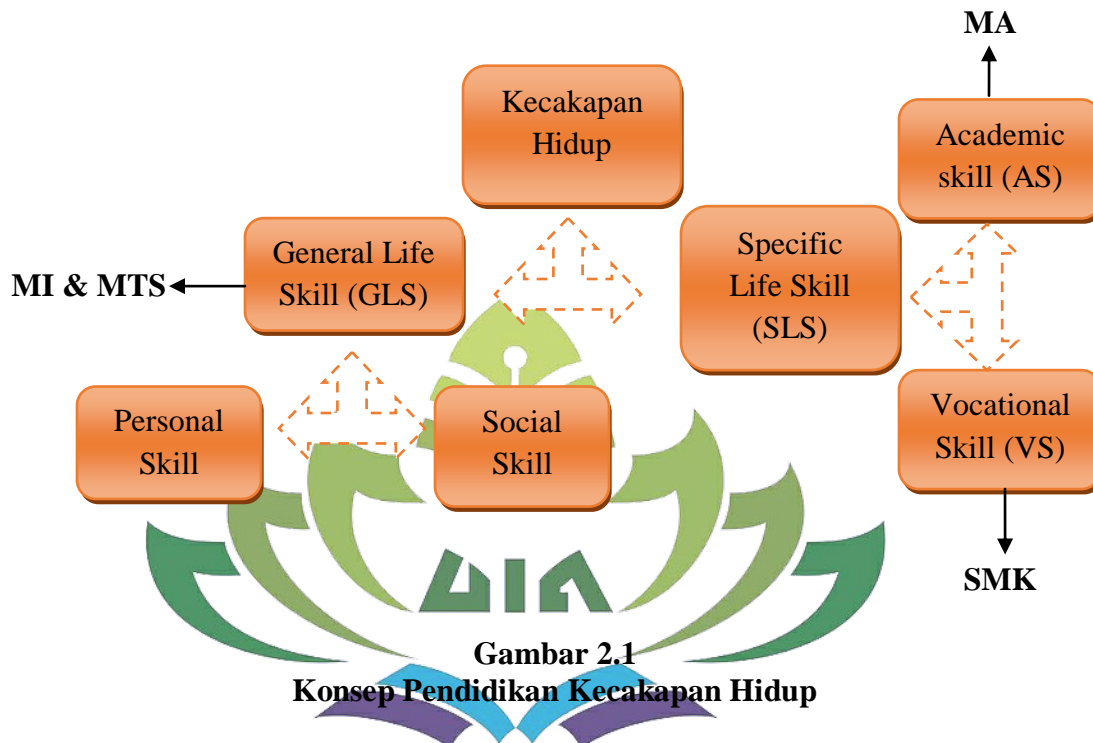 MA
Kecakapan
Hidup
Academic
skill (AS)
General Life
Skill (GLS)
Specific
Life Skill
(SLS)
MI & MTS
Personal
Skill
Social
Skill
Vocational
Skill (VS)
SMK
UIN
Gambar 2.1
Konsep Pendidikan Kecakapan Hidup